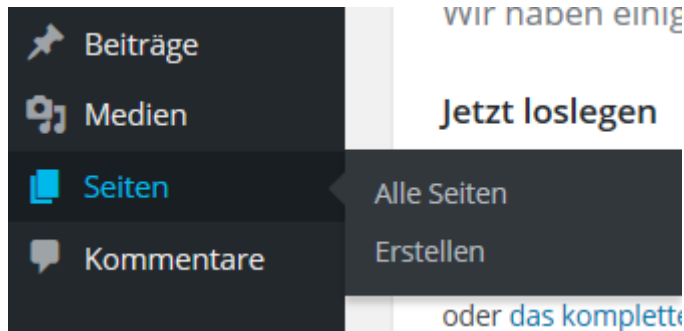 Wir haben einig
Beiträge
Medien
Jetzt loslegen
Seiten
Alle Seiten
Erstellen
Kommentare
oder das komplette